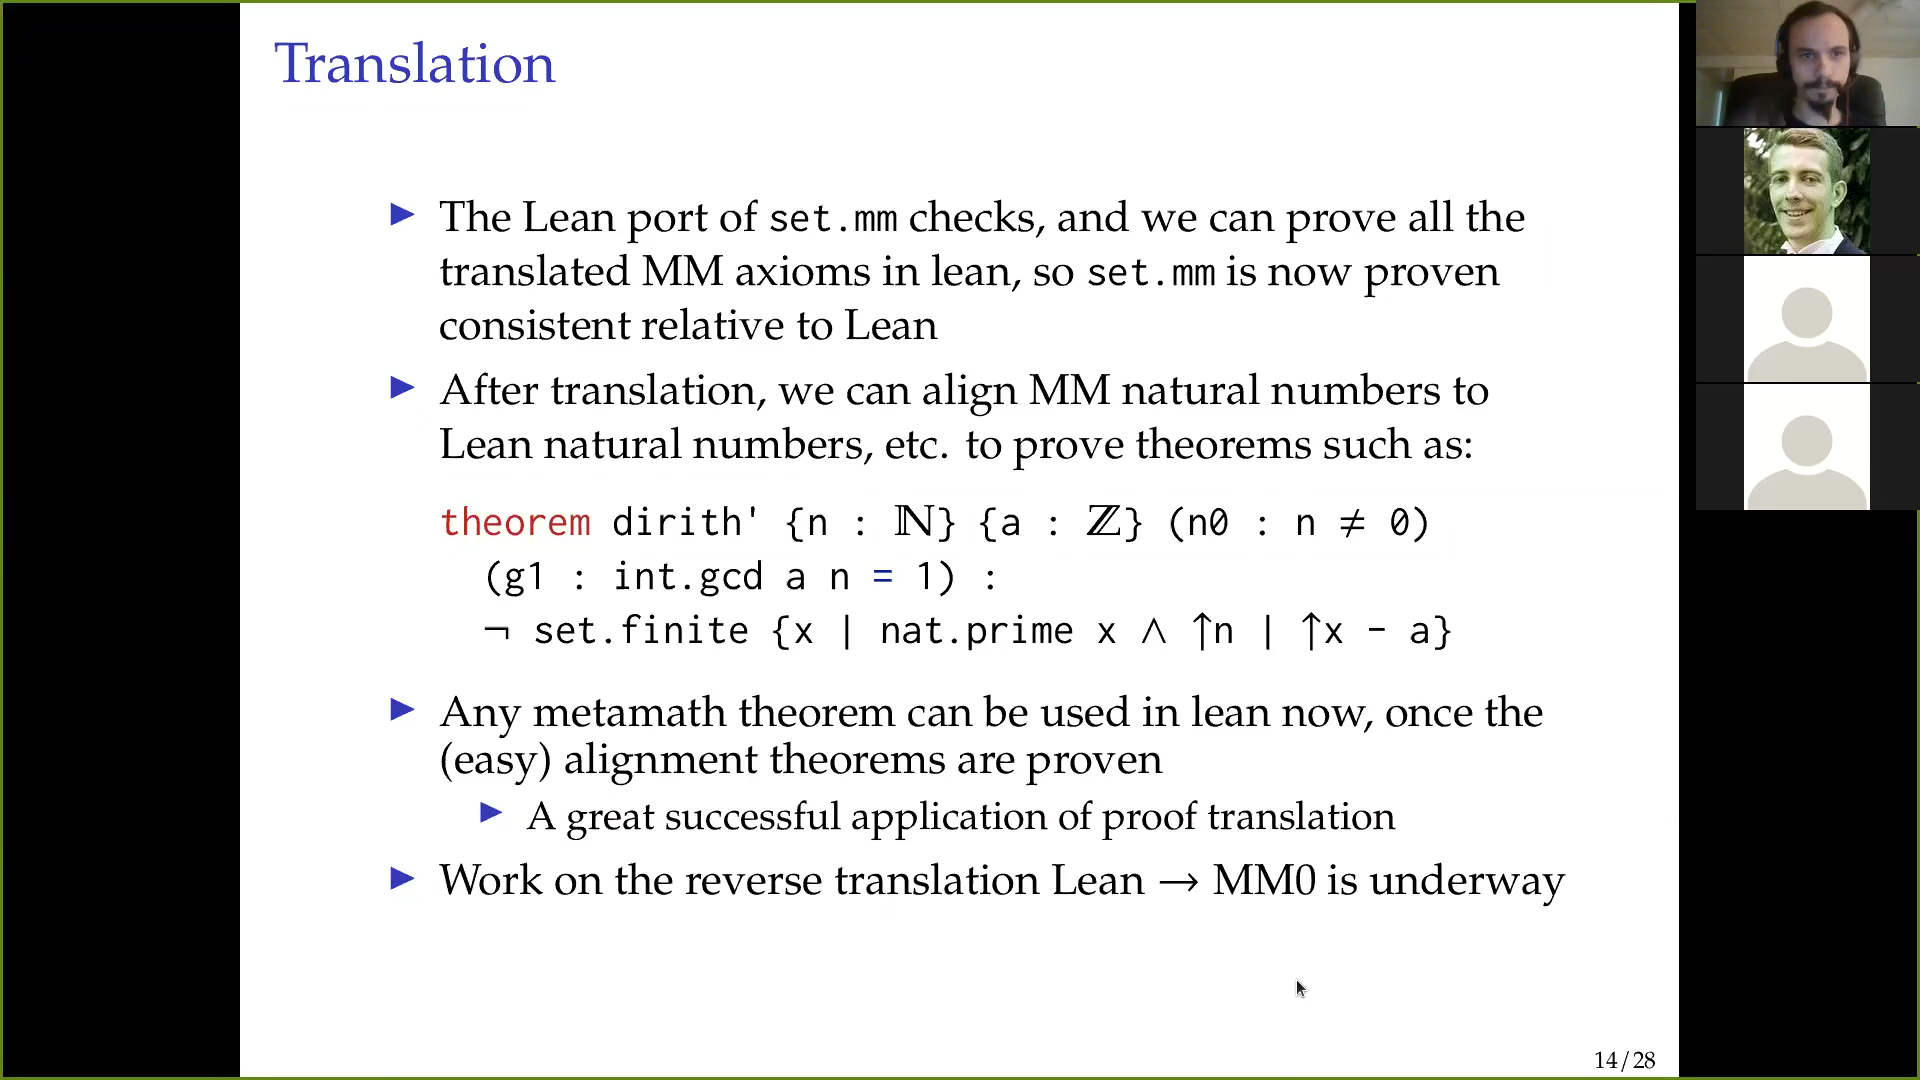 Translation
▶ The Lean port of set.mm checks, and we can prove all the
translated MM axioms in lean, so set.mm is now proven
consistent relative to Lean
▶ After translation, we can align MM natural numbers to
Lean natural numbers, etc. to prove theorems such as:
theorem dirith' {n : ℕ} {a : ℤ} (n0 : n ≠ 0)
(g1 : int.gcd a n = 1) :
¬ set.finite {x | nat.prime x ∧ ↑n | ↑x - a}
▶ Any metamath theorem can be used in lean now, once the
(easy) alignment theorems are proven
▶ A great successful application of proof translation
▶ Work on the reverse translation Lean → MM0 is underway
14/28